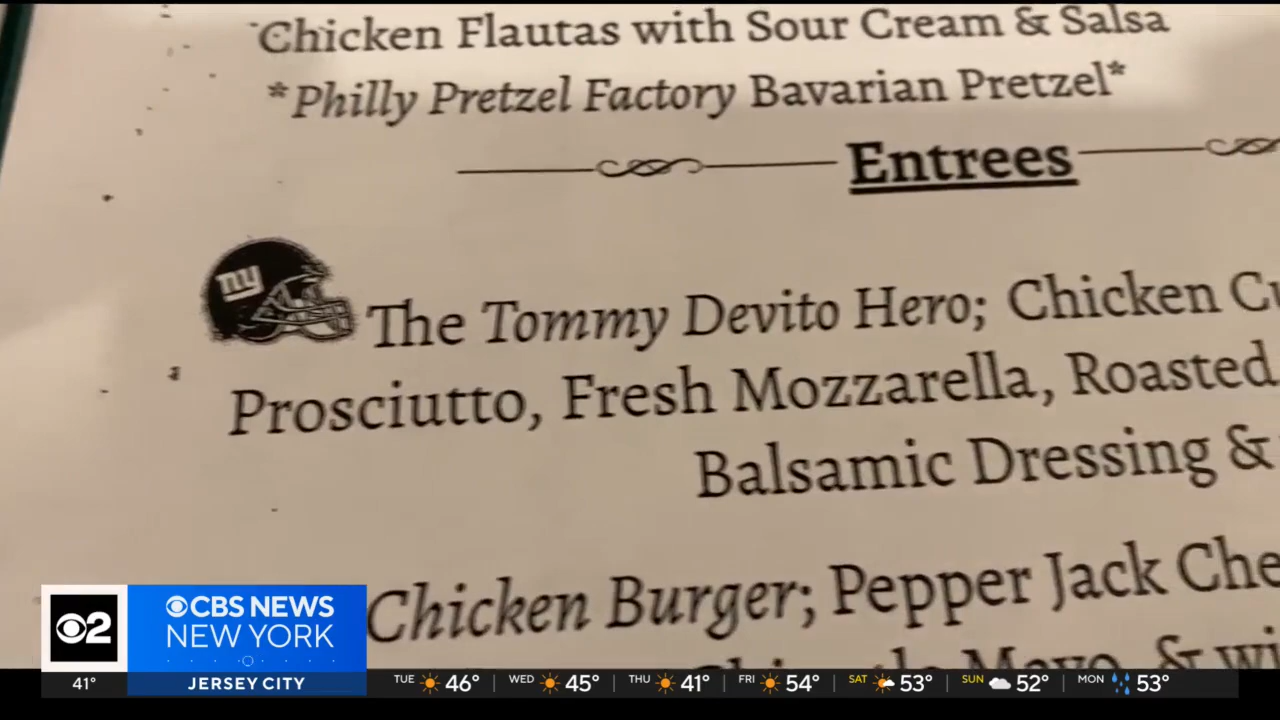 Chicken Flautas with Sour Cream & Salsa
*Philly Pretzel Factory Bavarian Pretzel*
Entrees
ny
The Tommy Devito Hero; Chicken
Prosciutto, Fresh Mozzarella, Roasted
Balsamic Dressing &
Chicken Burger; Pepper Jack
Mayo, &
2
CBS NEWS
NEW YORK
JERSEY CITY
41° TUE 46° WED 45° THU 41° FRI 54° SAT 53° SUN 52° MON 53°